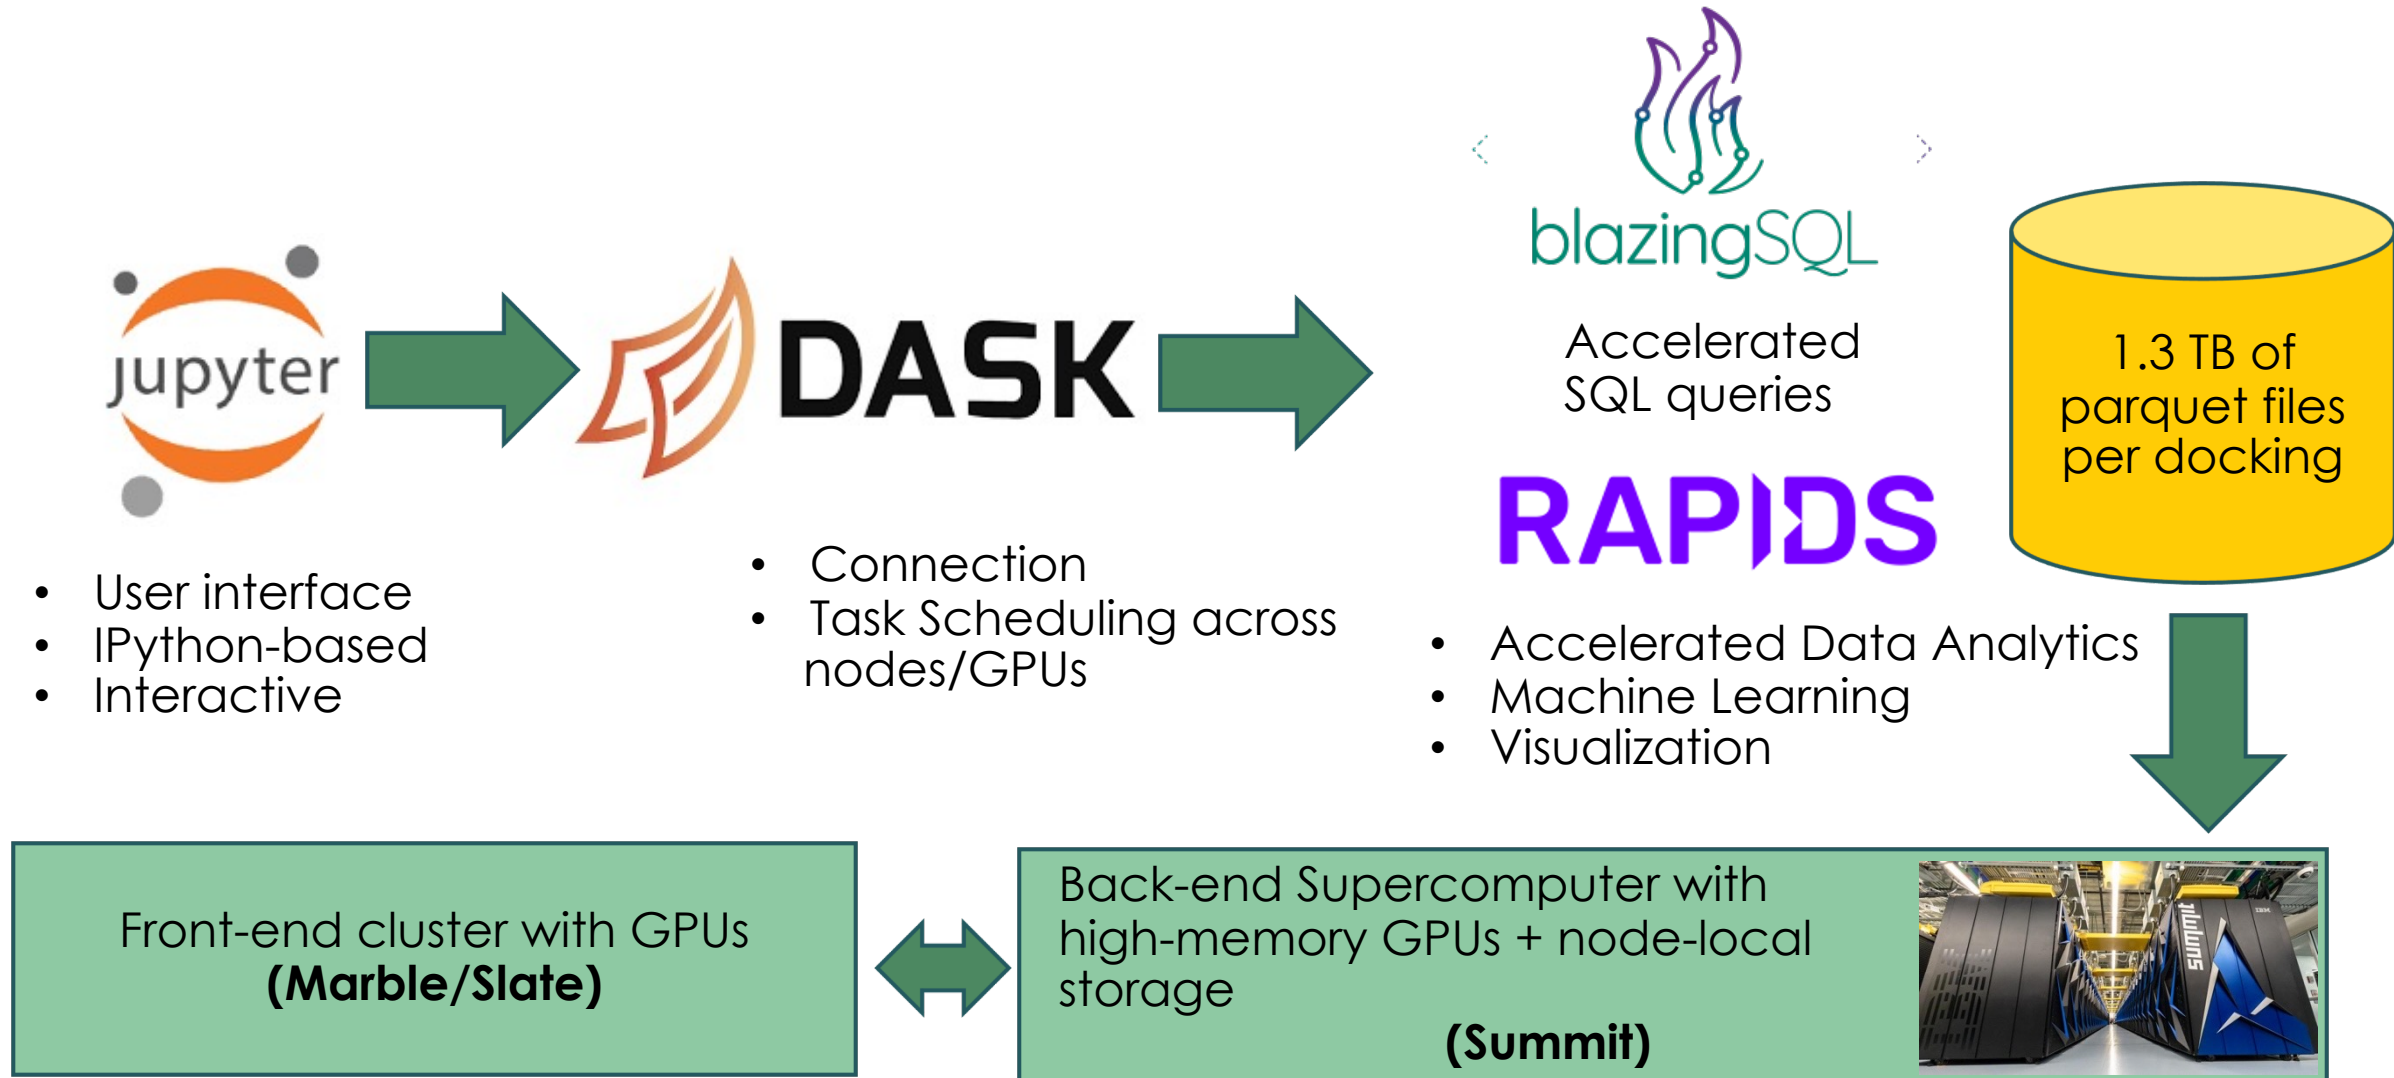 jupyter
• User interface
• IPython-based
• Interactive
DASK
• Connection
• Task Scheduling across
nodes/GPUs
blazingSQL
Accelerated
SQL queries
RAPIDS
• Accelerated Data Analytics
• Machine Learning
• Visualization
1.3 TB of
parquet files
per docking
Front-end cluster with GPUs
(Marble/Slate)
Back-end Supercomputer with
high-memory GPUs + node-local
storage
(Summit)
summit
IBM